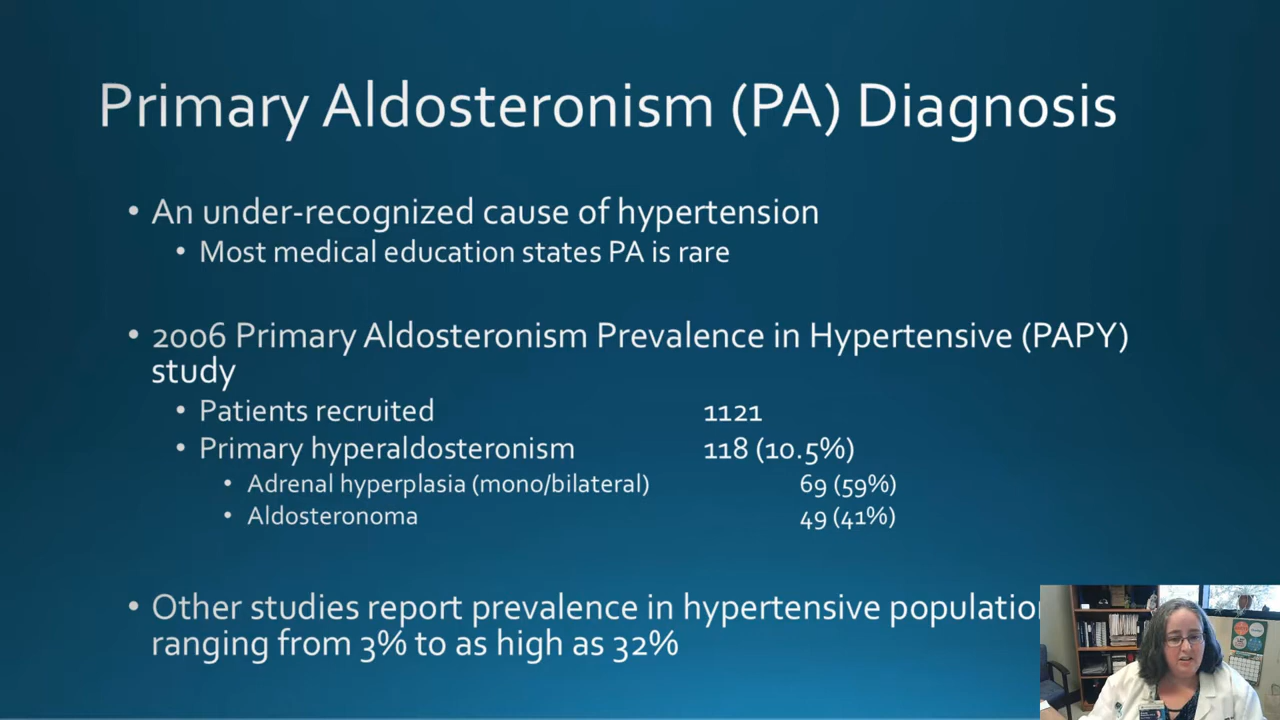 Primary Aldosteronism (PA) Diagnosis
• An under-recognized cause of hypertension
• Most medical education states PA is rare
• 2006 Primary Aldosteronism Prevalence in Hypertensive (PAPY)
study
• Patients recruited 1121
• Primary hyperaldosteronism 118 (10.5%)
• Adrenal hyperplasia (mono/bilateral) 69 (59%)
• Aldosteronoma 49 (41%)
• Other studies report prevalence in hypertensive
ranging from 3% to as high as 32%